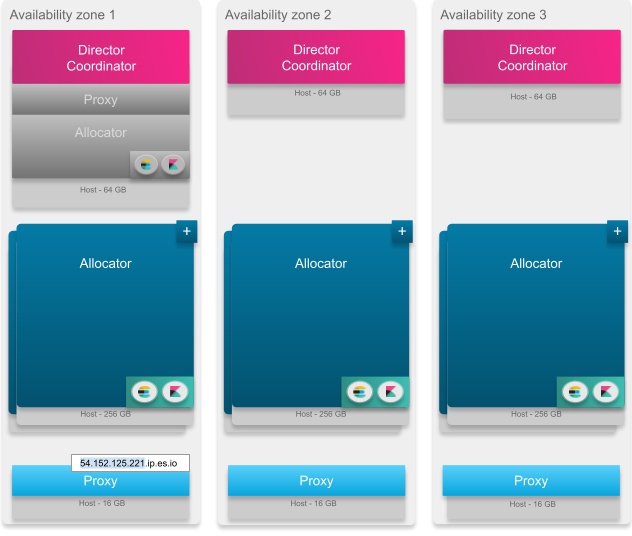 Availability zone 1
Director
Coordinator
Proxy
Allocator
Host - 64 GB
+
Allocator
Host - 256 GB
54.152.125.221.ip.es.io
Proxy
Host - 16 GB
Availability zone 2
Director
Coordinator
Host - 64 GB
+
Allocator
Host - 256 GB
Proxy
Host - 16 GB
Availability zone 3
Director
Coordinator
Host - 64 GB
+
Allocator
Host - 256 GB
Proxy
Host - 16 GB